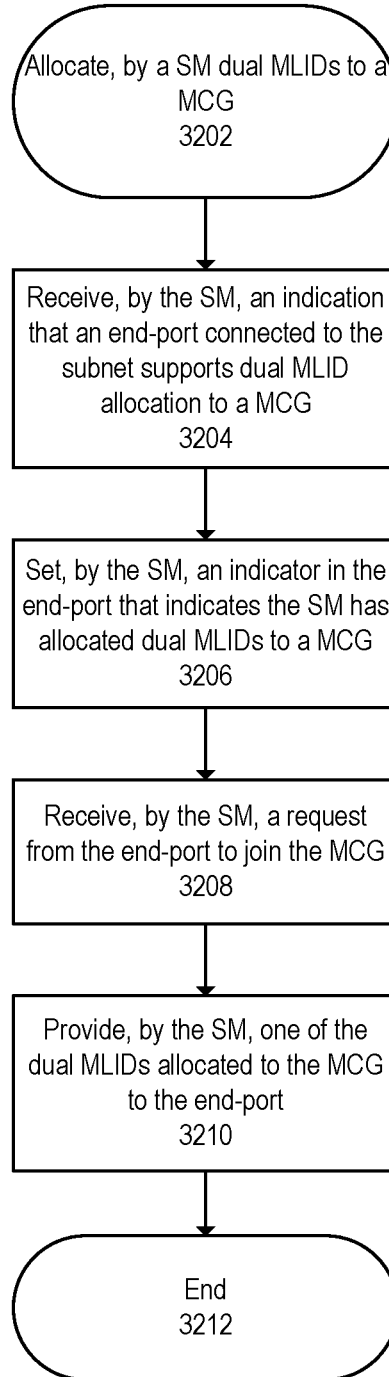 Allocate, by a SM dual MLIDs to a
MCG
3202
Receive, by the SM, an indication
that an end-port connected to the
subnet supports dual MLID
allocation to a MCG
3204
Set, by the SM, an indicator in the
end-port that indicates the SM has
allocated dual MLIDs to a MCG
3206
Receive, by the SM, a request
from the end-port to join the MCG
3208
Provide, by the SM, one of the
dual MLIDs allocated to the MCG
to the end-port
3210
End
3212